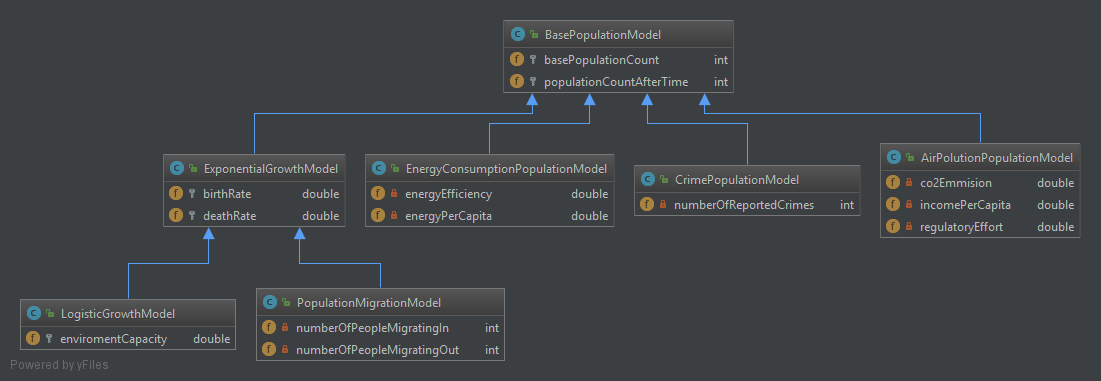 BasePopulationModel
basePopulationCount int
populationCountAfterTime int
ExponentialGrowthModel
birthRate double
deathRate double
EnergyConsumptionPopulationModel
energyEfficiency double
energyPerCapita double
CrimePopulationModel
numberOfReportedCrimes int
AirPolutionPopulationModel
co2Emmision double
incomePerCapita double
regulatoryEffort double
LogisticGrowthModel
enviromentCapacity double
PopulationMigrationModel
numberOfPeopleMigratingIn int
numberOfPeopleMigratingOut int
Powered by yFiles